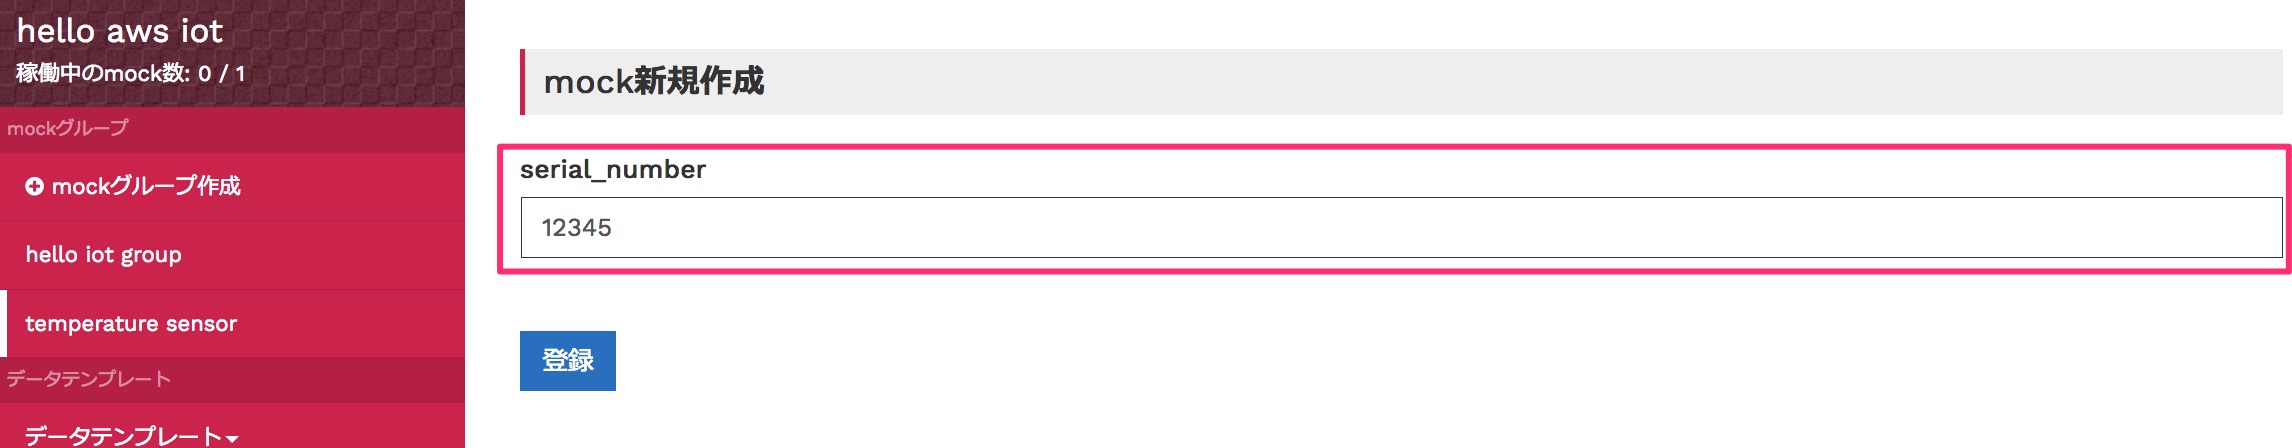 hello aws iot
稼働中のmock数: 0 / 1
mockグループ
mockグループ作成
hello iot group
temperature sensor
データテンプレート
データテンプレート
mock新規作成
serial_number
12345
登録